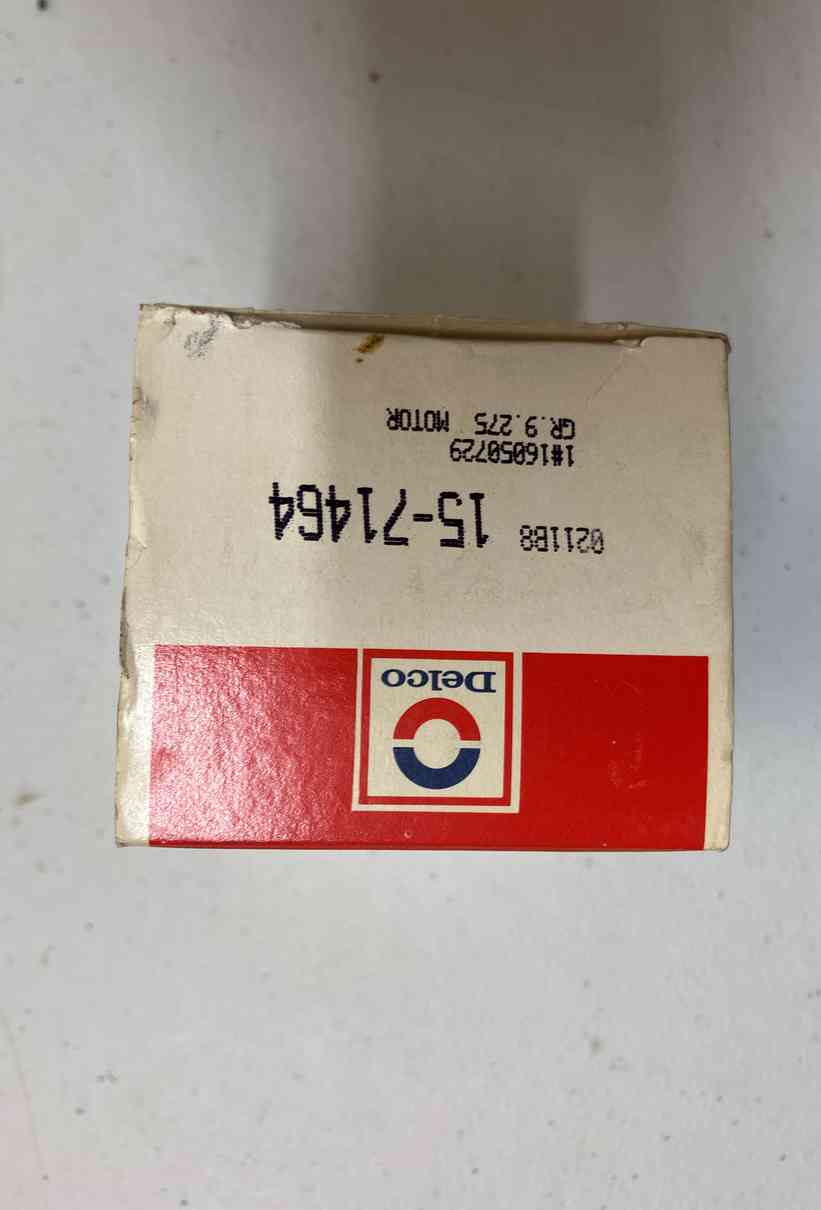 Delco
0211B8 15-71464
1#16050729
GR.9.275 MOTOR